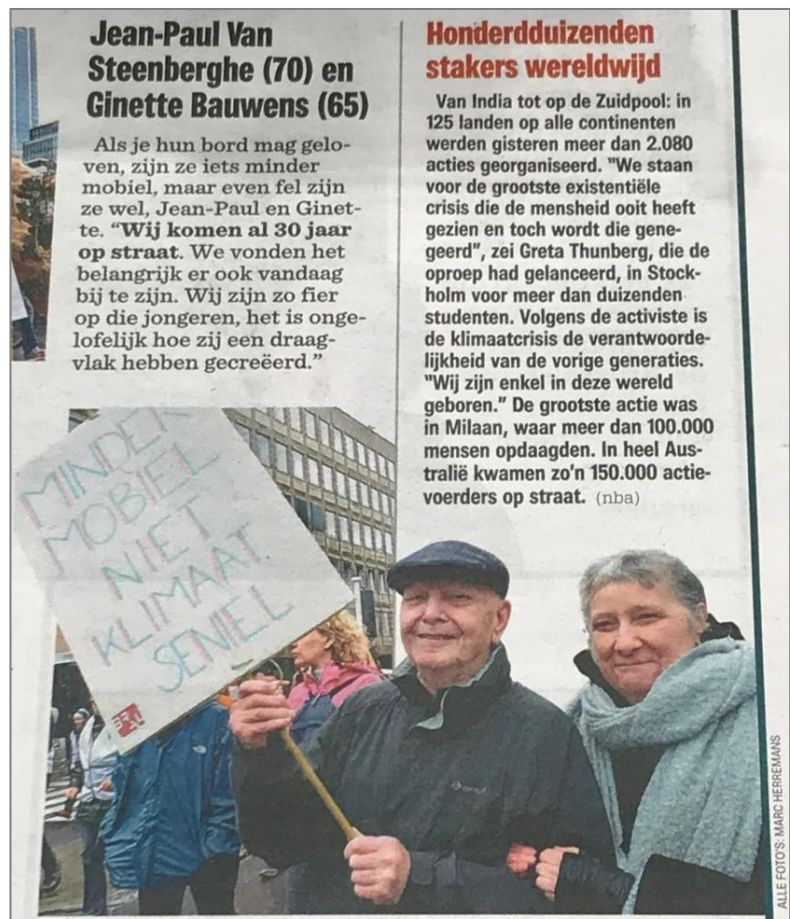 Jean-Paul Van
Steenberghe (70) en
Ginette Bauwens (65)
Als je hun bord mag gelo-
ven, zijn ze iets minder
mobiel, maar even fel zijn
ze wel, Jean-Paul en Ginet-
te. “Wij komen al 30 jaar
op straat. We vonden het
belangrijk er ook vandaag
bij te zijn. Wij zijn zo fier
op die jongeren, het is onge-
lofelijk hoe zij een draag-
vlak hebben gecreëerd.”
Honderdduizenden
stakers wereldwijd
Van India tot op de Zuidpool: in
125 landen op alle continenten
werden gisteren meer dan 2.080
acties georganiseerd. "We staan
voor de grootste existentiële
crisis die de mensheid ooit heeft
gezien en toch wordt die gene-
geerd", zei Greta Thunberg, die de
oproep had gelanceerd, in Stock-
holm voor meer dan duizenden
studenten. Volgens de activiste is
de klimaatcrisis de verantwoorde-
lijkheid van de vorige generaties.
"Wij zijn enkel in deze wereld
geboren." De grootste actie was
in Milaan, waar meer dan 100.000
mensen opdaagden. In heel Aus-
tralië kwamen zo'n 150.000 actie-
voerders op straat. (nba)
MINDER
MOBIEL
NIET
KLIMAAT
SENIEL
ALLE FOTO'S: MARC HERREMANS